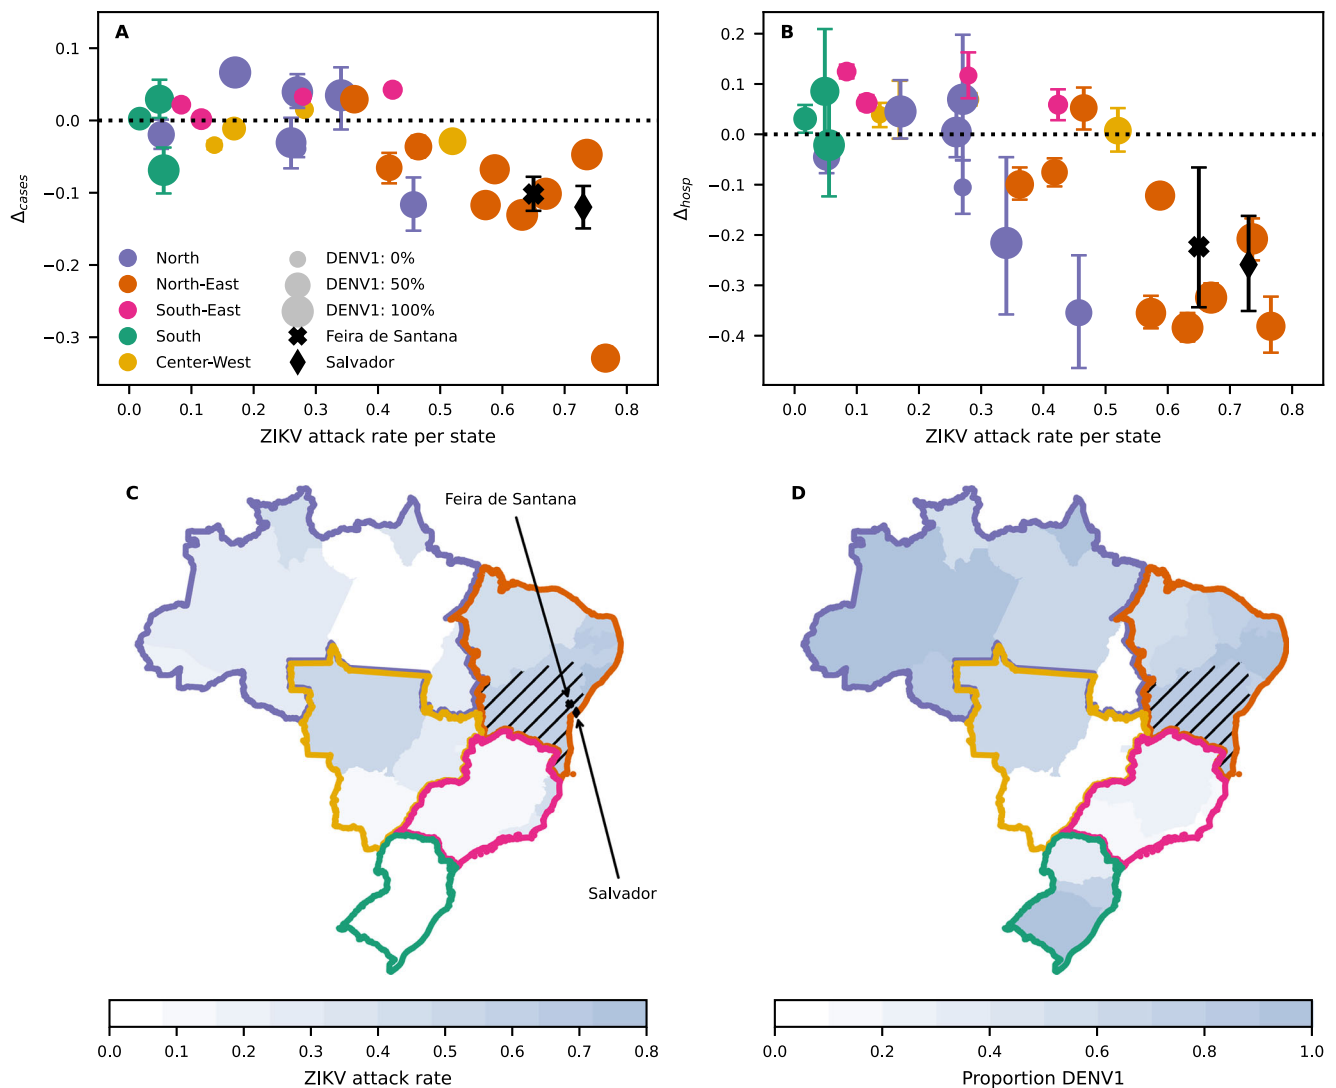 A
0.1
0.0
−0.1
−0.2
−0.3
Δcases
North
North-East
South-East
South
Center-West
DENV1: 0%
DENV1: 50%
DENV1: 100%
Feira de Santana
Salvador
0.0 0.1 0.2 0.3 0.4 0.5 0.6 0.7 0.8
ZIKV attack rate per state
B
0.2
0.1
0.0
−0.1
−0.2
−0.3
−0.4
Δhosp
0.0 0.1 0.2 0.3 0.4 0.5 0.6 0.7 0.8
ZIKV attack rate per state
C
Feira de Santana
Salvador
0.0 0.1 0.2 0.3 0.4 0.5 0.6 0.7 0.8
ZIKV attack rate
D
0.0 0.2 0.4 0.6 0.8 1.0
Proportion DENV1